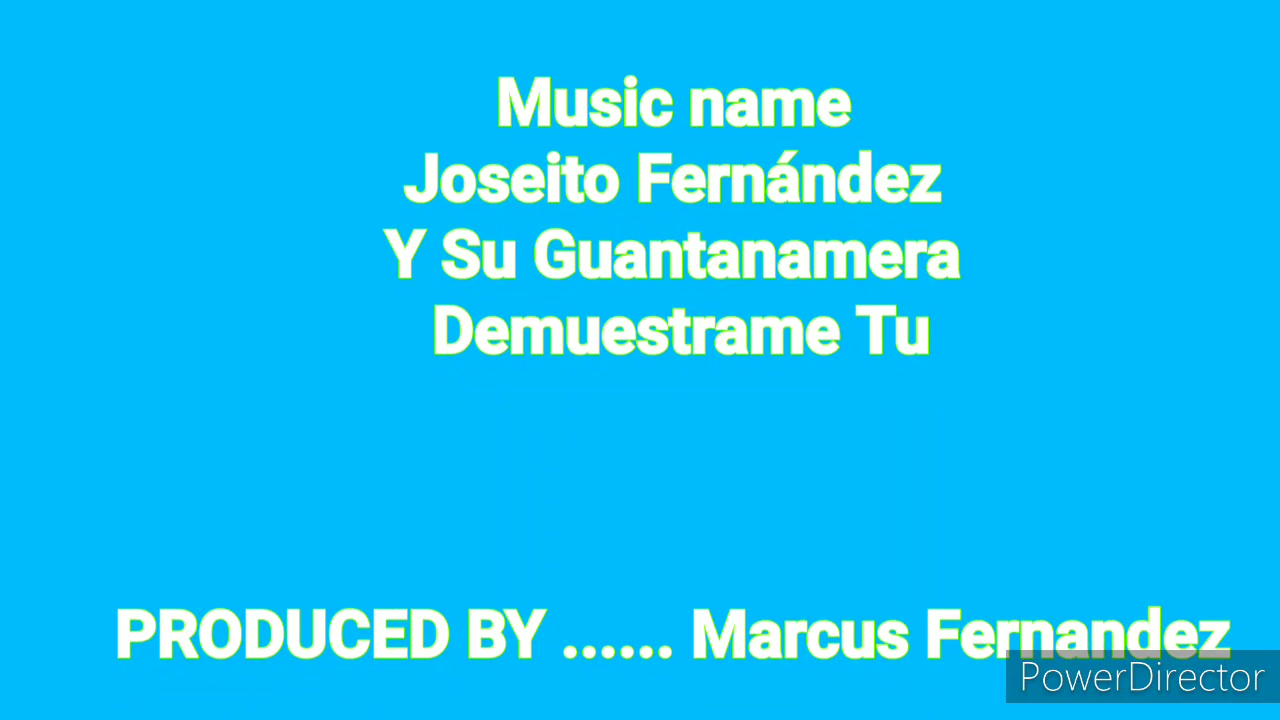 Music name
Joseito Fernández
Y Su Guantanamera
Demuestrame Tu
PRODUCED BY ...... Marcus Fernandez
PowerDirector